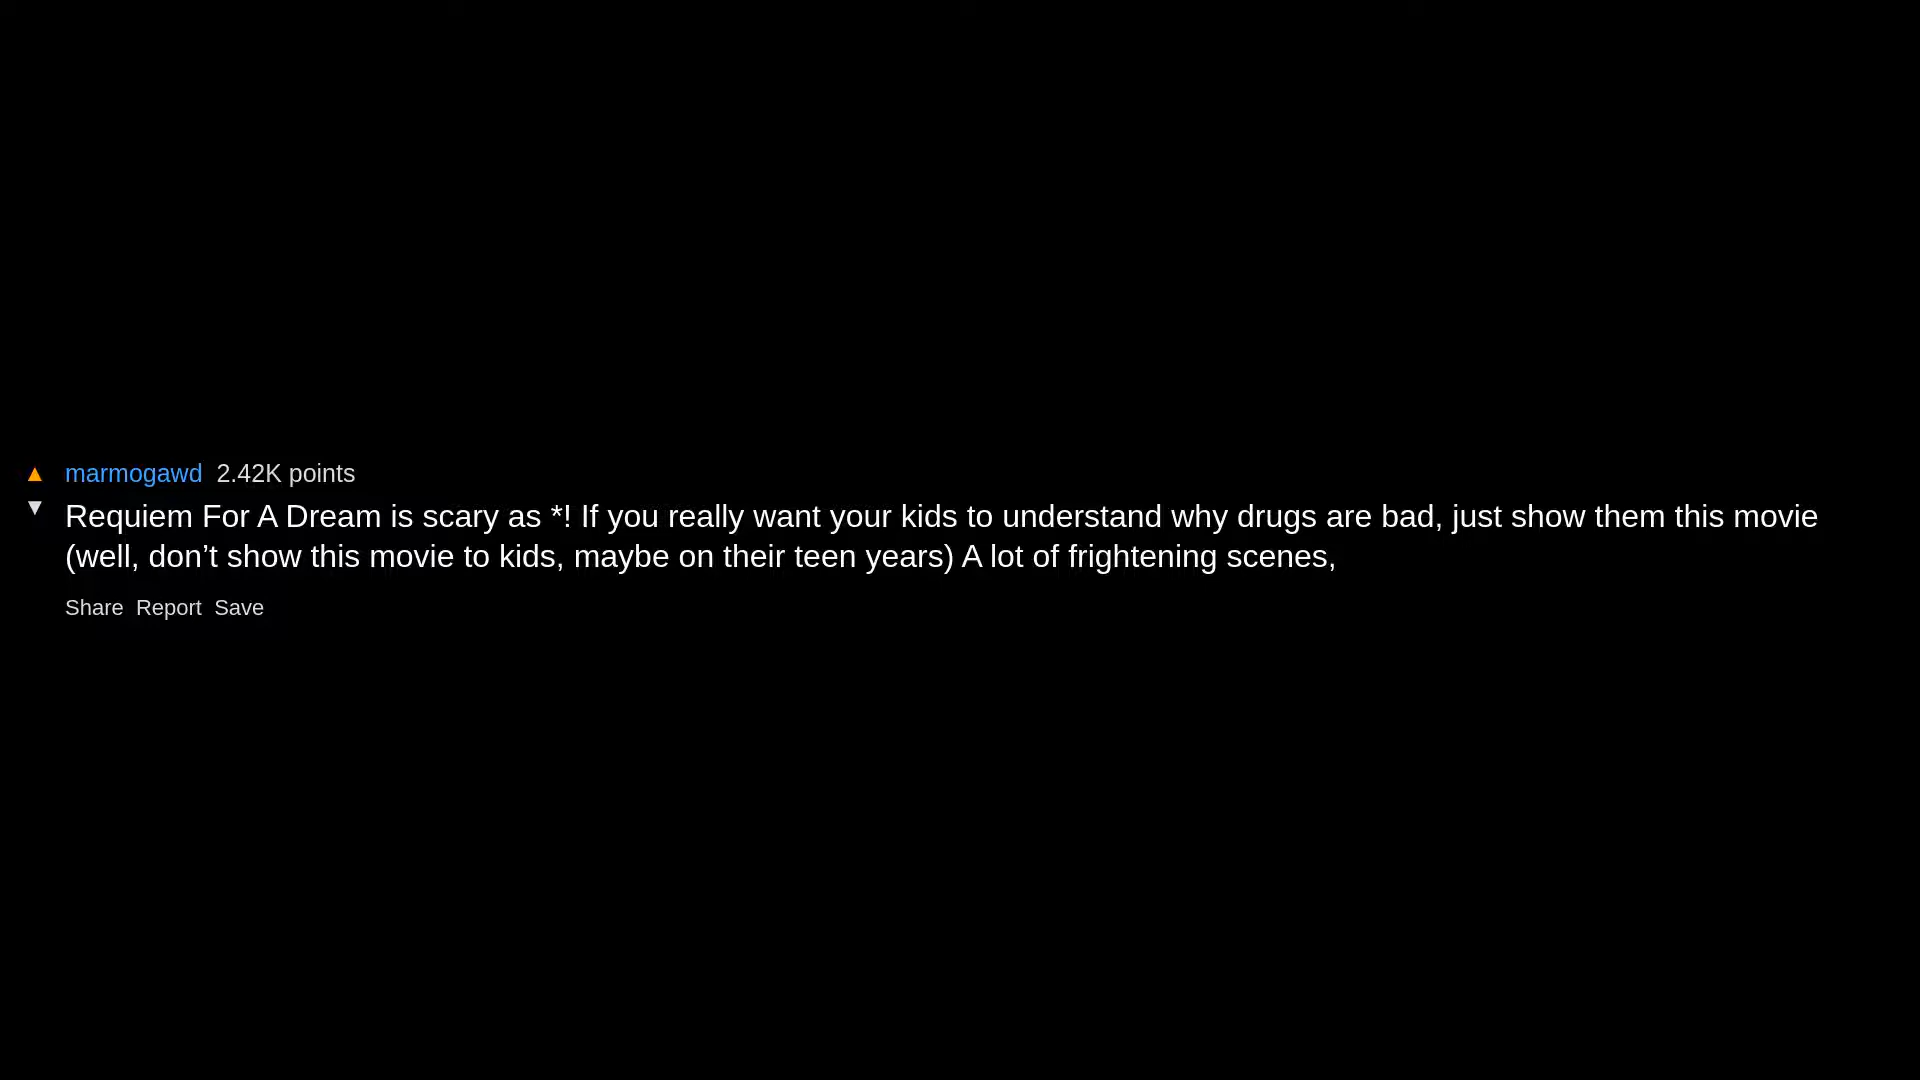 ▲ marmogawd 2.42K points
▼ Requiem For A Dream is scary as *! If you really want your kids to understand why drugs are bad, just show them this movie
(well, don’t show this movie to kids, maybe on their teen years) A lot of frightening scenes,
Share Report Save